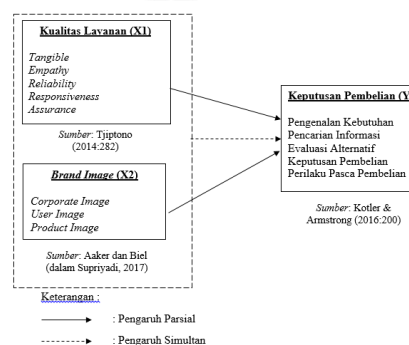 Kualitas Layanan (X1)
Tangible
Empathy
Reliability
Responsiveness
Assurance
Sumber: Tjiptono
(2014:282)
Brand Image (X2)
Corporate Image
User Image
Product Image
Sumber: Aaker dan Biel
(dalam Supriyadi, 2017)
Keputusan Pembelian (Y
Pengenalan Kebutuhan
Pencarian Informasi
Evaluasi Alternatif
Keputusan Pembelian
Perilaku Pasca Pembelian
Sumber: Kotler &
Armstrong (2016:200)
Keterangan :
: Pengaruh Parsial
: Pengaruh Simultan